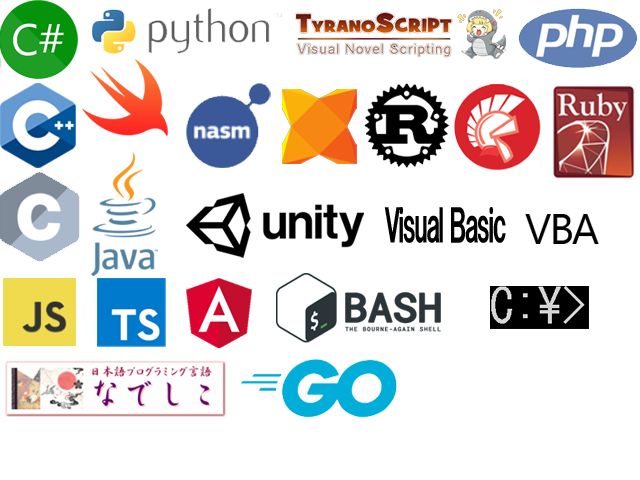 C#
python
TYRANOSCRIPT
Visual Novel Scripting
php
C++
nasm
R
Ruby
C
Java
unity
Visual Basic
VBA
JS
TS
A
$_
BASH
THE BOURNE-AGAIN SHELL
C:¥>
日本語プログラミング言語
なでしこ
GO